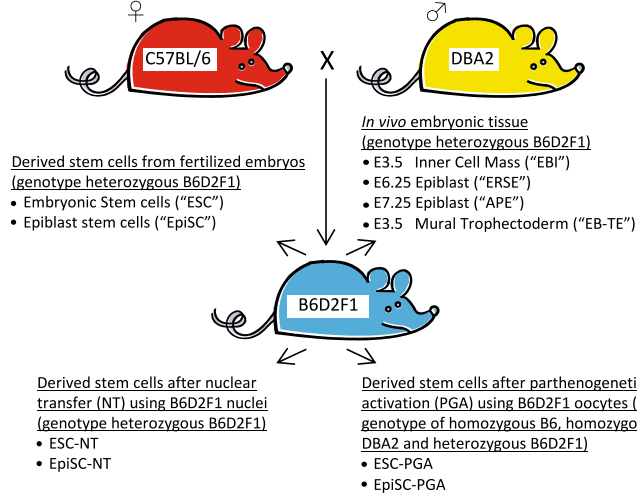 ♀
♂
C57BL/6
X
DBA2
In vivo embryonic tissue
(genotype heterozygous B6D2F1)
• E3.5 Inner Cell Mass (“EBI”)
• E6.25 Epiblast (“ERSE”)
• E7.25 Epiblast (“APE”)
• E3.5 Mural Trophectoderm (“EB-TE”)
Derived stem cells from fertilized embryos
(genotype heterozygous B6D2F1)
• Embryonic Stem cells (“ESC”)
• Epiblast stem cells (“EpiSC”)
B6D2F1
Derived stem cells after nuclear
transfer (NT) using B6D2F1 nuclei
(genotype heterozygous B6D2F1)
• ESC-NT
• EpiSC-NT
Derived stem cells after parthenogeneti
activation (PGA) using B6D2F1 oocytes (
genotype of homozygous B6, homozygo
DBA2 and heterozygous B6D2F1)
• ESC-PGA
• EpiSC-PGA